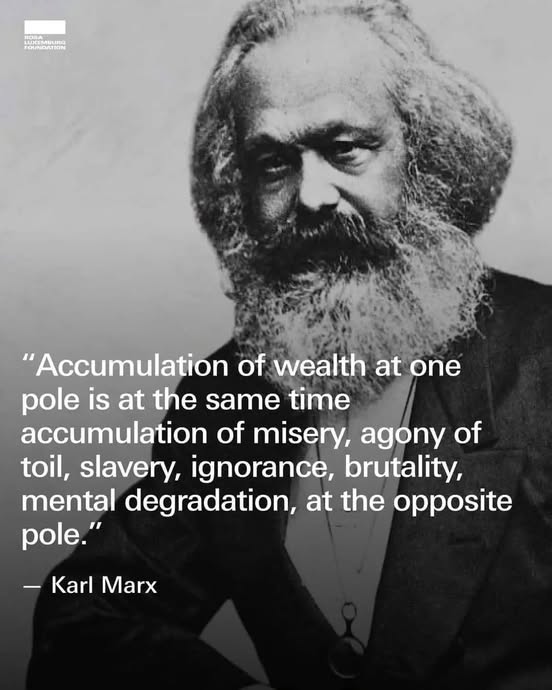 ROSA
LUXEMBURG
FOUNDATION
“Accumulation of wealth at one
pole is at the same time
accumulation of misery, agony of
toil, slavery, ignorance, brutality,
mental degradation, at the opposite
pole.”
— Karl Marx